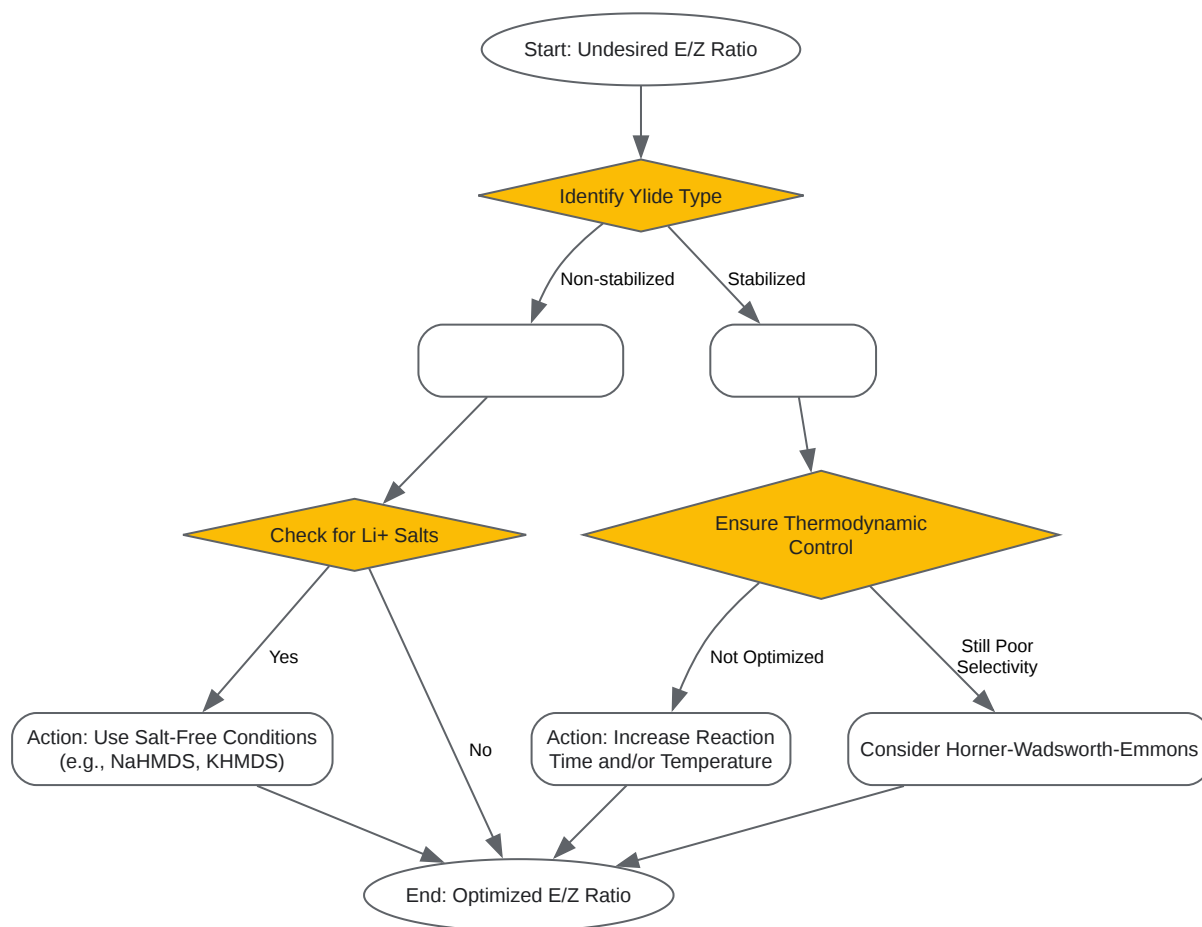 Start: Undesired E/Z Ratio
Identify Ylide Type
Non-stabilized
Stabilized
Check for Li+ Salts
Ensure Thermodynamic
Control
Yes
No
Not Optimized
Still Poor
Selectivity
Action: Use Salt-Free Conditions
(e.g., NaHMDS, KHMDS)
Action: Increase Reaction
Time and/or Temperature
Consider Horner-Wadsworth-Emmons
End: Optimized E/Z Ratio